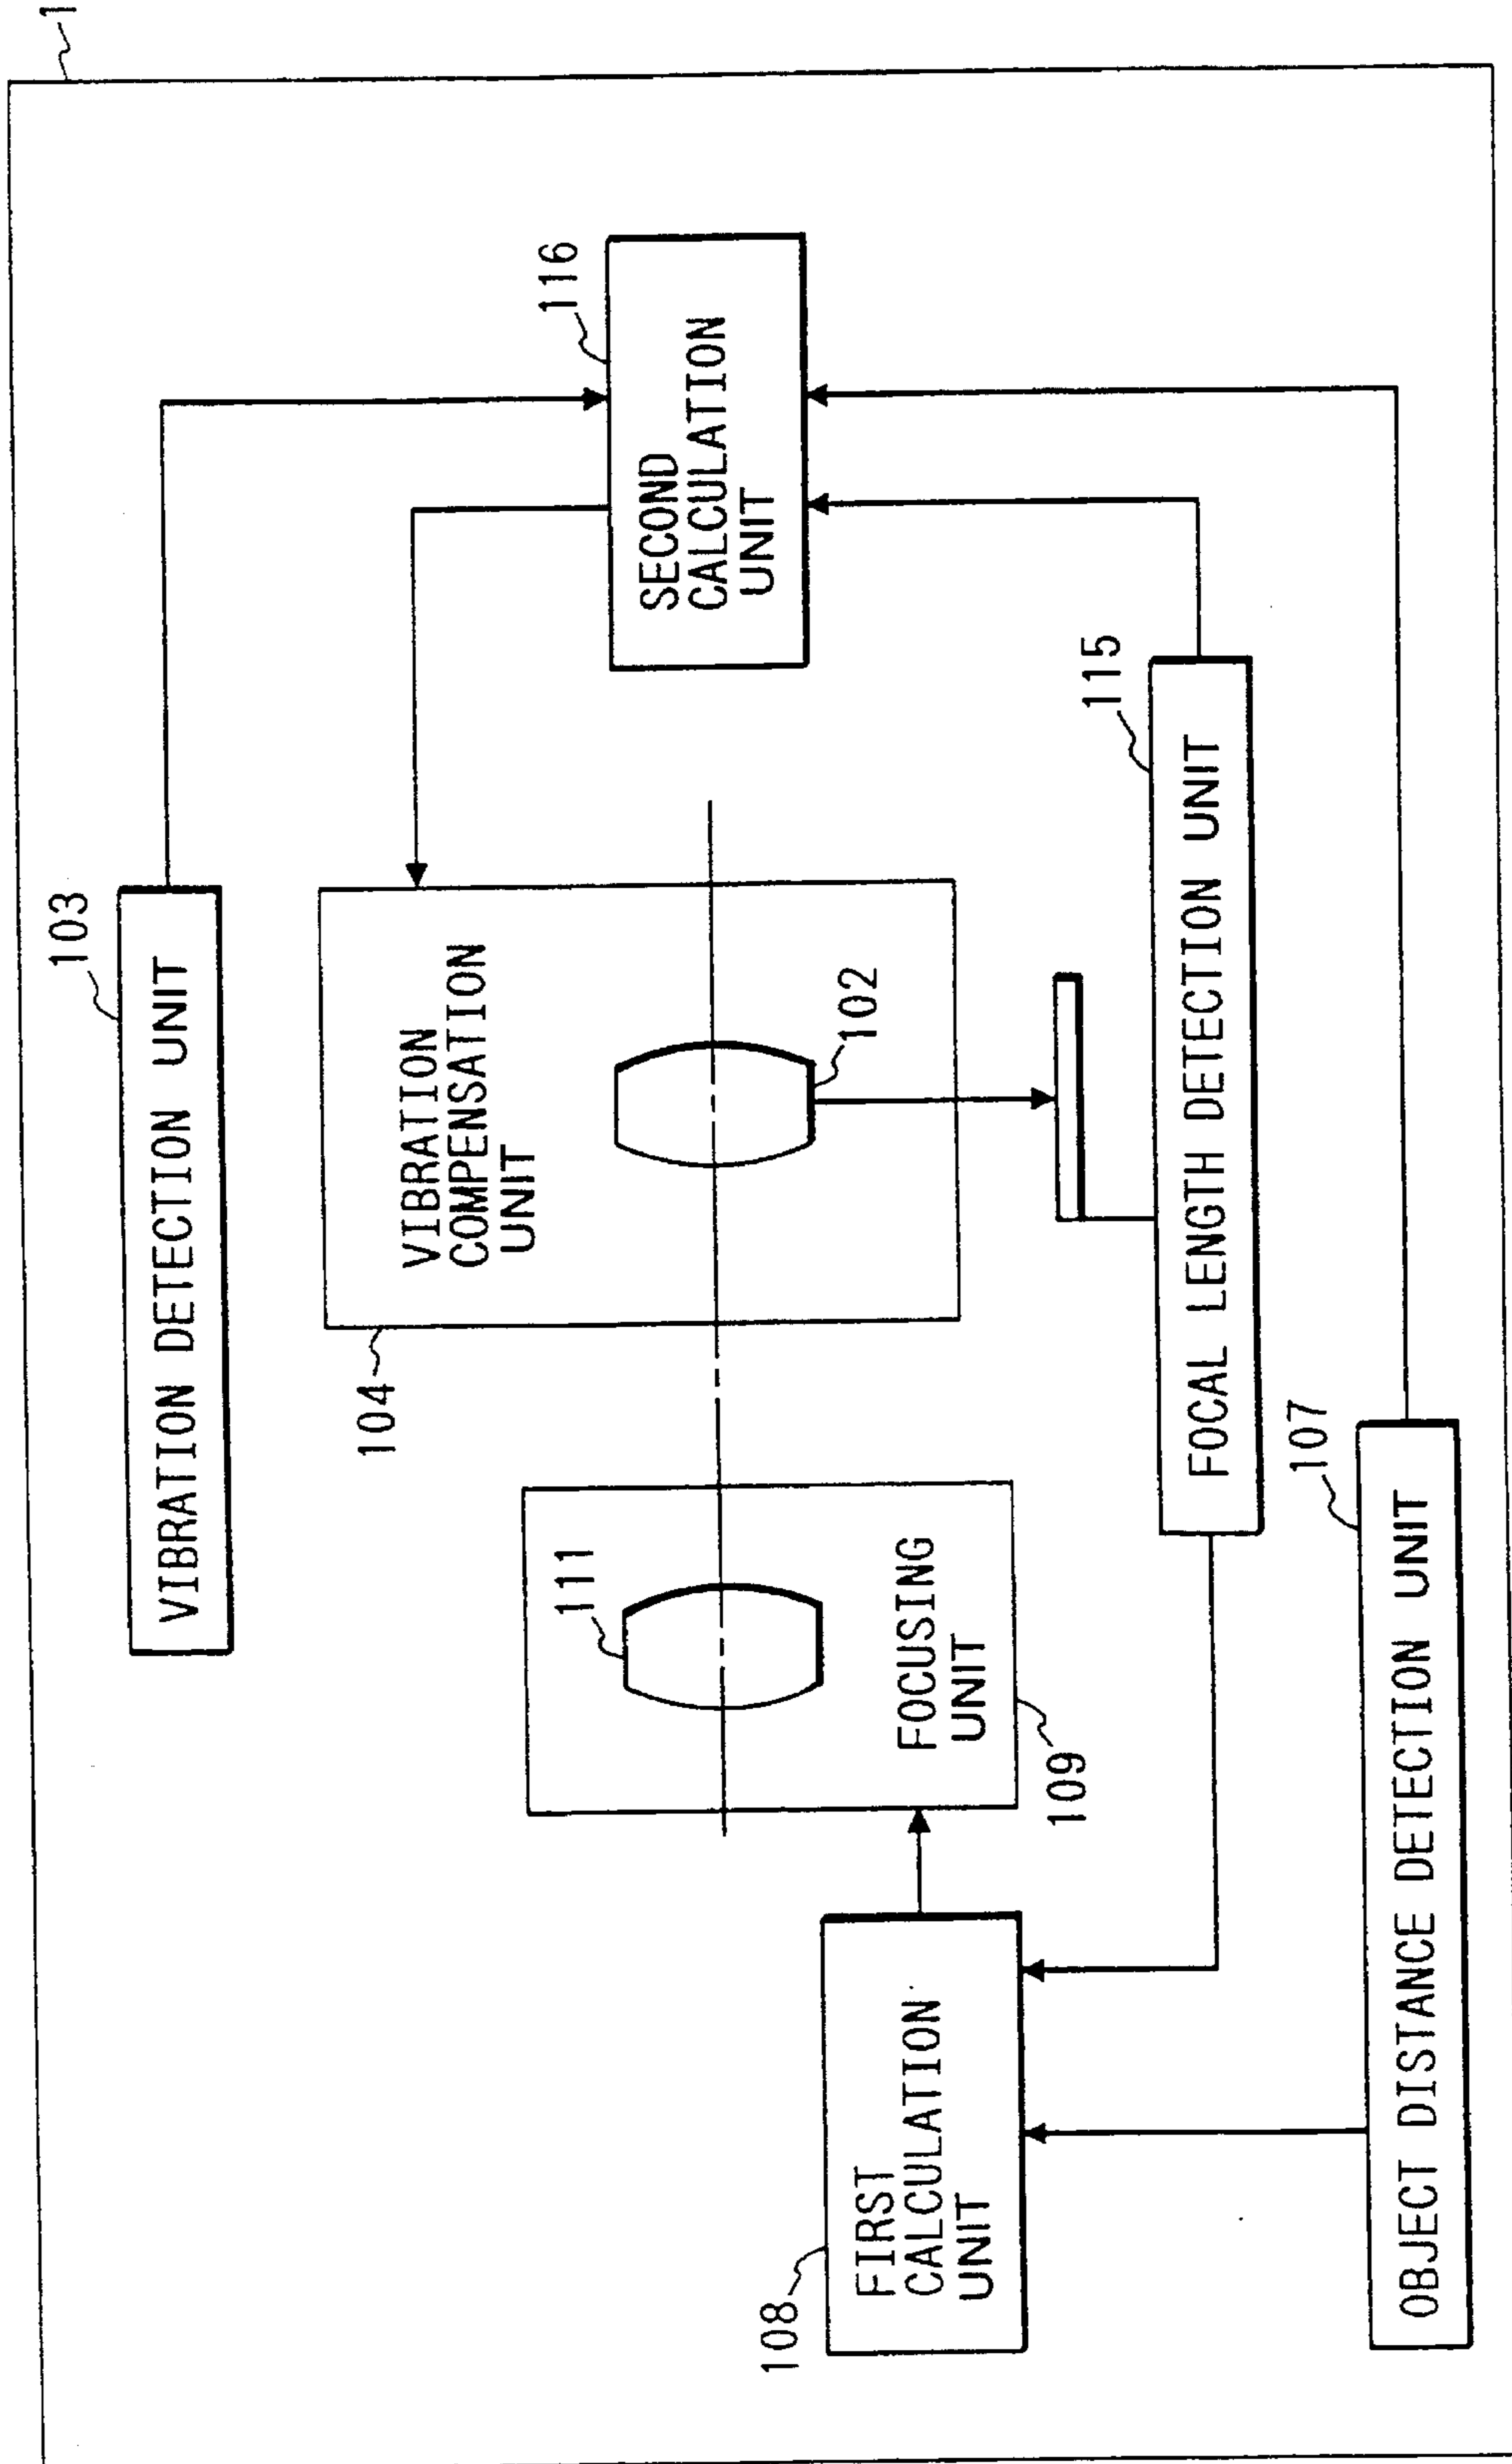 1
103
VIBRATION DETECTION UNIT
104
VIBRATION
COMPENSATION
UNIT
102
116
SECOND
CALCULATION
UNIT
111
FOCUSING
UNIT
109
108
FIRST
CALCULATION
UNIT
115
FOCAL LENGTH DETECTION UNIT
107
OBJECT DISTANCE DETECTION UNIT